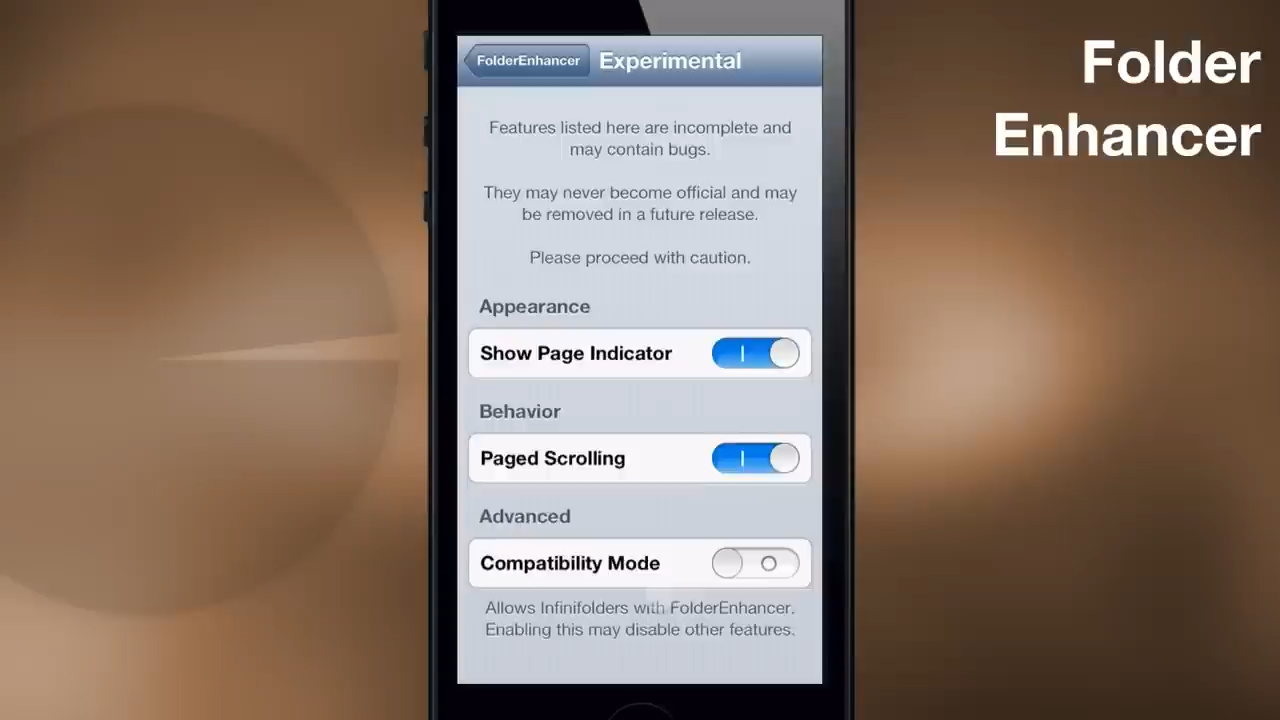 Folder
Enhancer
FolderEnhancer
Experimental
Features listed here are incomplete and
may contain bugs.
They may never become official and may
be removed in a future release.
Please proceed with caution.
Appearance
Show Page Indicator
Behavior
Paged Scrolling
Advanced
Compatibility Mode
Allows Infinifolders with FolderEnhancer.
Enabling this may disable other features.